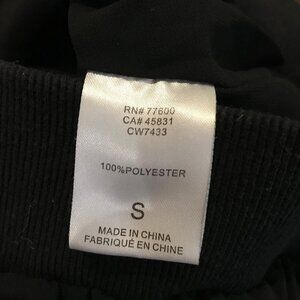 RN# 77600
CA# 45831
CW7433
100%POLYESTER
S
MADE IN CHINA
FABRIQUÉ EN CHINE